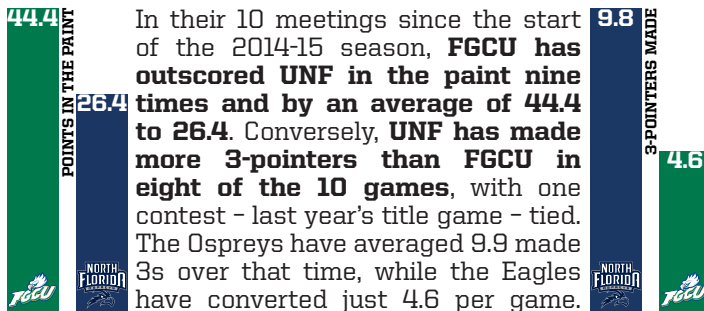 44.4
POINTS IN THE PAINT
26.4
FGCU
NORTH
FLORIDA
OSPREYS
In their 10 meetings since the start
of the 2014-15 season, FGCU has
outscored UNF in the paint nine
times and by an average of 44.4
to 26.4. Conversely, UNF has made
more 3-pointers than FGCU in
eight of the 10 games, with one
contest – last year's title game – tied.
The Ospreys have averaged 9.9 made
3s over that time, while the Eagles
have converted just 4.6 per game.
9.8
3-POINTERS MADE
4.6
NORTH
FLORIDA
OSPREYS
FGCU